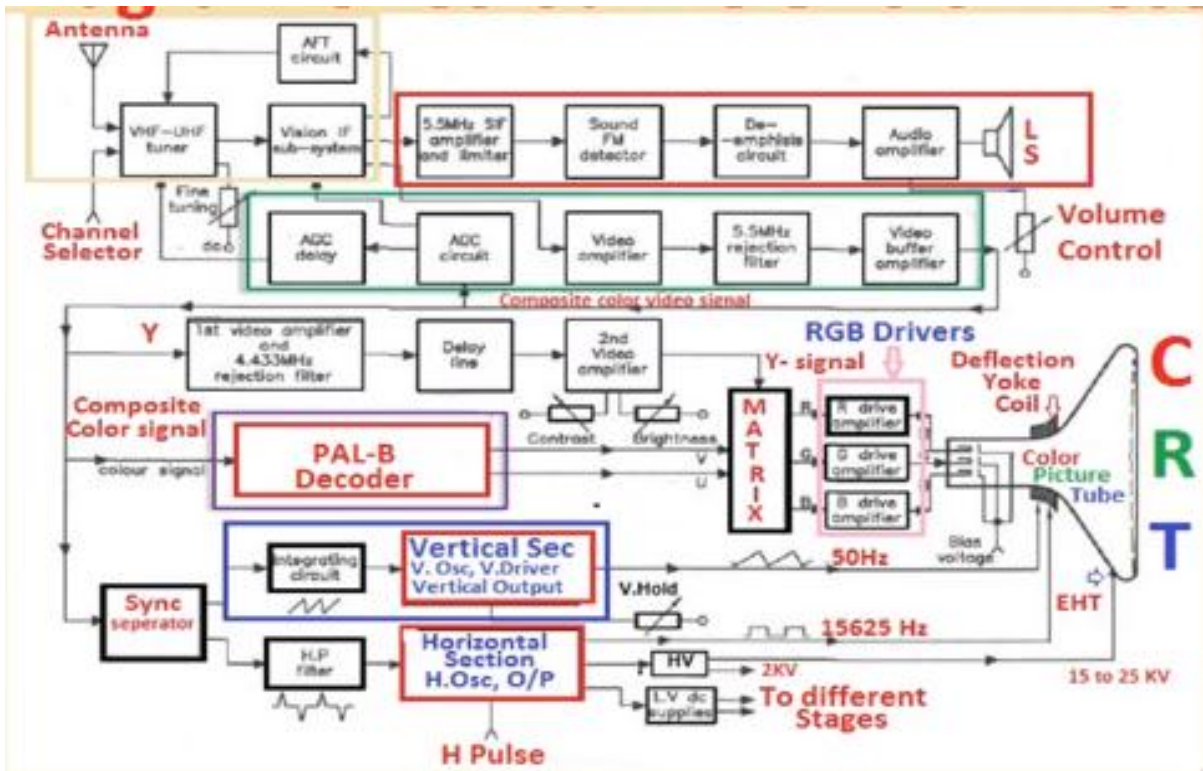 Antenna
AFT
circuit
VHF-UHF
tuner
Vision IF
sub-system
5.5MHz SIF
amplifier
and limiter
Sound
FM
detector
De-
emphisis
circuit
Audio
amplifier
L
S
Fine
tuning
dc
Channel
Selector
AGC
delay
AGC
circuit
Video
amplifier
5.5MHz
rejection
filter
Video
buffer
amplifier
Volume
Control
Composite color video signal
Y
1st video amplifier
and
4.433MHz
rejection filter
Delay
line
2nd
Video
amplifier
Y- signal
RGB Drivers
Deflection
Yoke
Coil
C
R
T
Composite
Color signal
colour signal
PAL-B
Decoder
Contrast
Brightness
V
U
MATRIX
R
G
B
R drive
amplifier
G drive
amplifier
B drive
amplifier
Color
Picture
Tube
Bias
voltage
Integrating
circuit
Vertical Sec
V. Osc, V.Driver
Vertical Output
50Hz
V.Hold
EHT
Sync
seperator
H.P
filter
Horizontal
Section
H.Osc, O/P
15625 Hz
HV
2KV
15 to 25 KV
L.V dc
supplies
To different
Stages
H Pulse